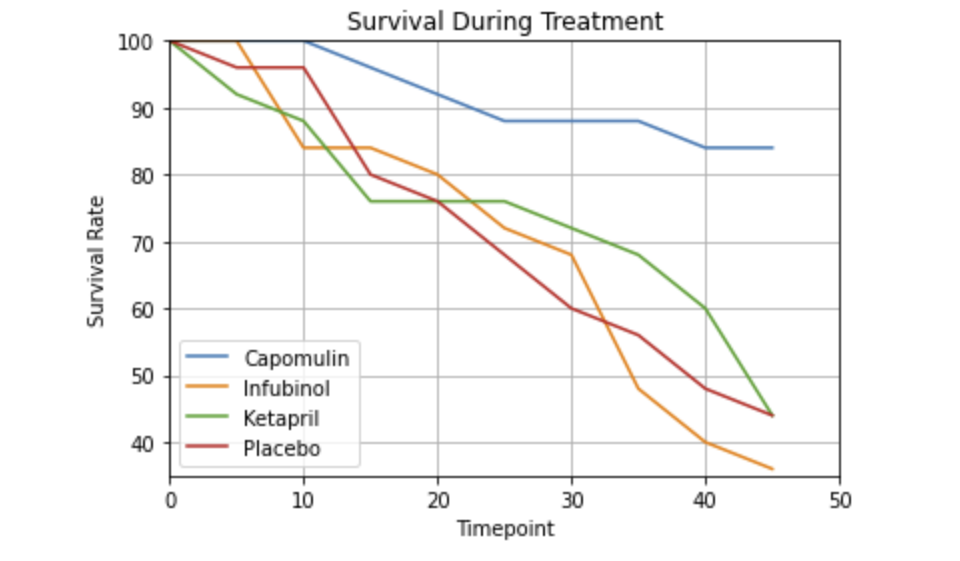 Survival During Treatment
100
90
80
70
60
50
40
Survival Rate
Capomulin
Infubinol
Ketapril
Placebo
0 10 20 30 40 50
Timepoint